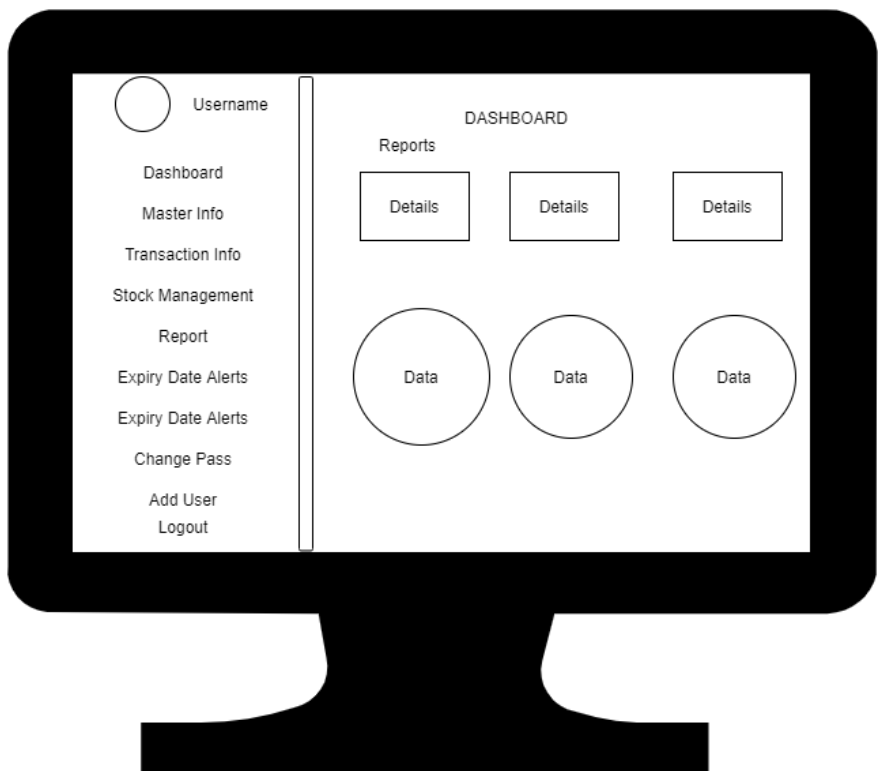 Username
Dashboard
Master Info
Transaction Info
Stock Management
Report
Expiry Date Alerts
Expiry Date Alerts
Change Pass
Add User
Logout
DASHBOARD
Reports
Details
Details
Details
Data
Data
Data